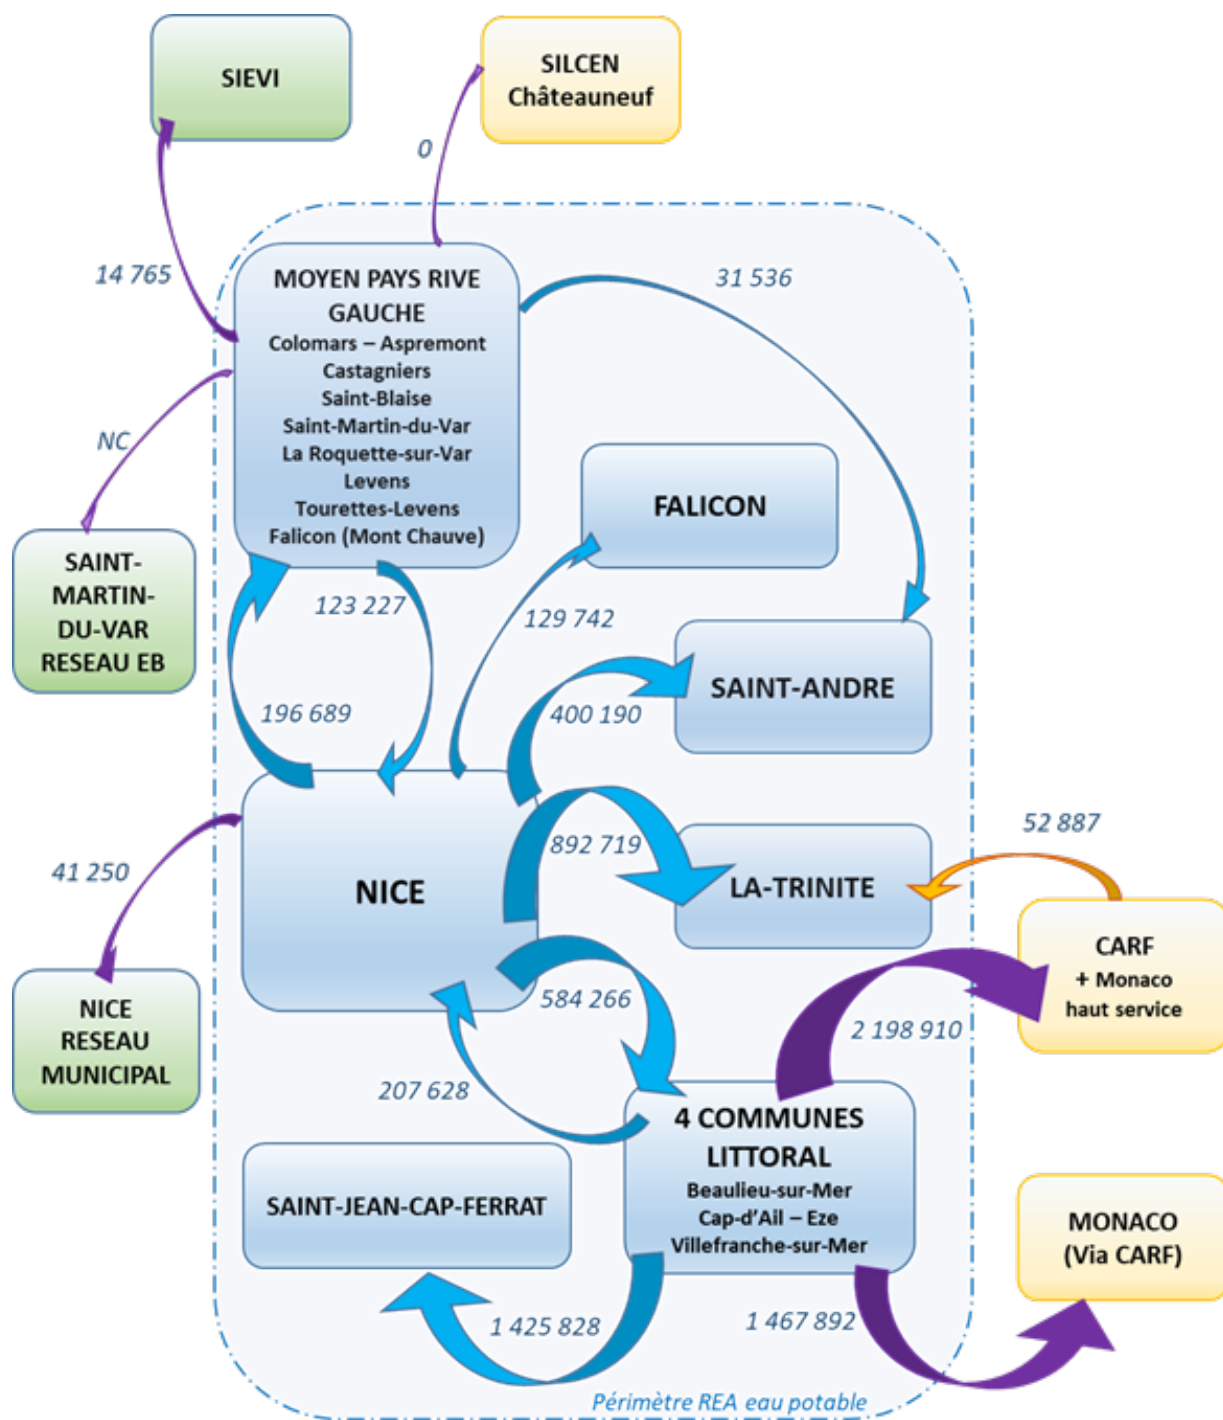 SIEVI
SILCEN
Châteauneuf
0
14 765
MOYEN PAYS RIVE
GAUCHE
Colomars – Aspremont
Castagniers
Saint-Blaise
Saint-Martin-du-Var
La Roquette-sur-Var
Levens
Tourettes-Levens
Falicon (Mont Chauve)
31 536
NC
FALICON
SAINT-
MARTIN-
DU-VAR
RESEAU EB
123 227
129 742
196 689
400 190
SAINT-ANDRE
41 250
NICE
892 719
LA-TRINITE
52 887
NICE
RESEAU
MUNICIPAL
584 266
207 628
CARF
+ Monaco
haut service
2 198 910
4 COMMUNES
LITTORAL
Beaulieu-sur-Mer
Cap-d'Ail – Eze
Villefranche-sur-Mer
SAINT-JEAN-CAP-FERRAT
MONACO
(Via CARF)
1 425 828
1 467 892
Périmètre REA eau potable